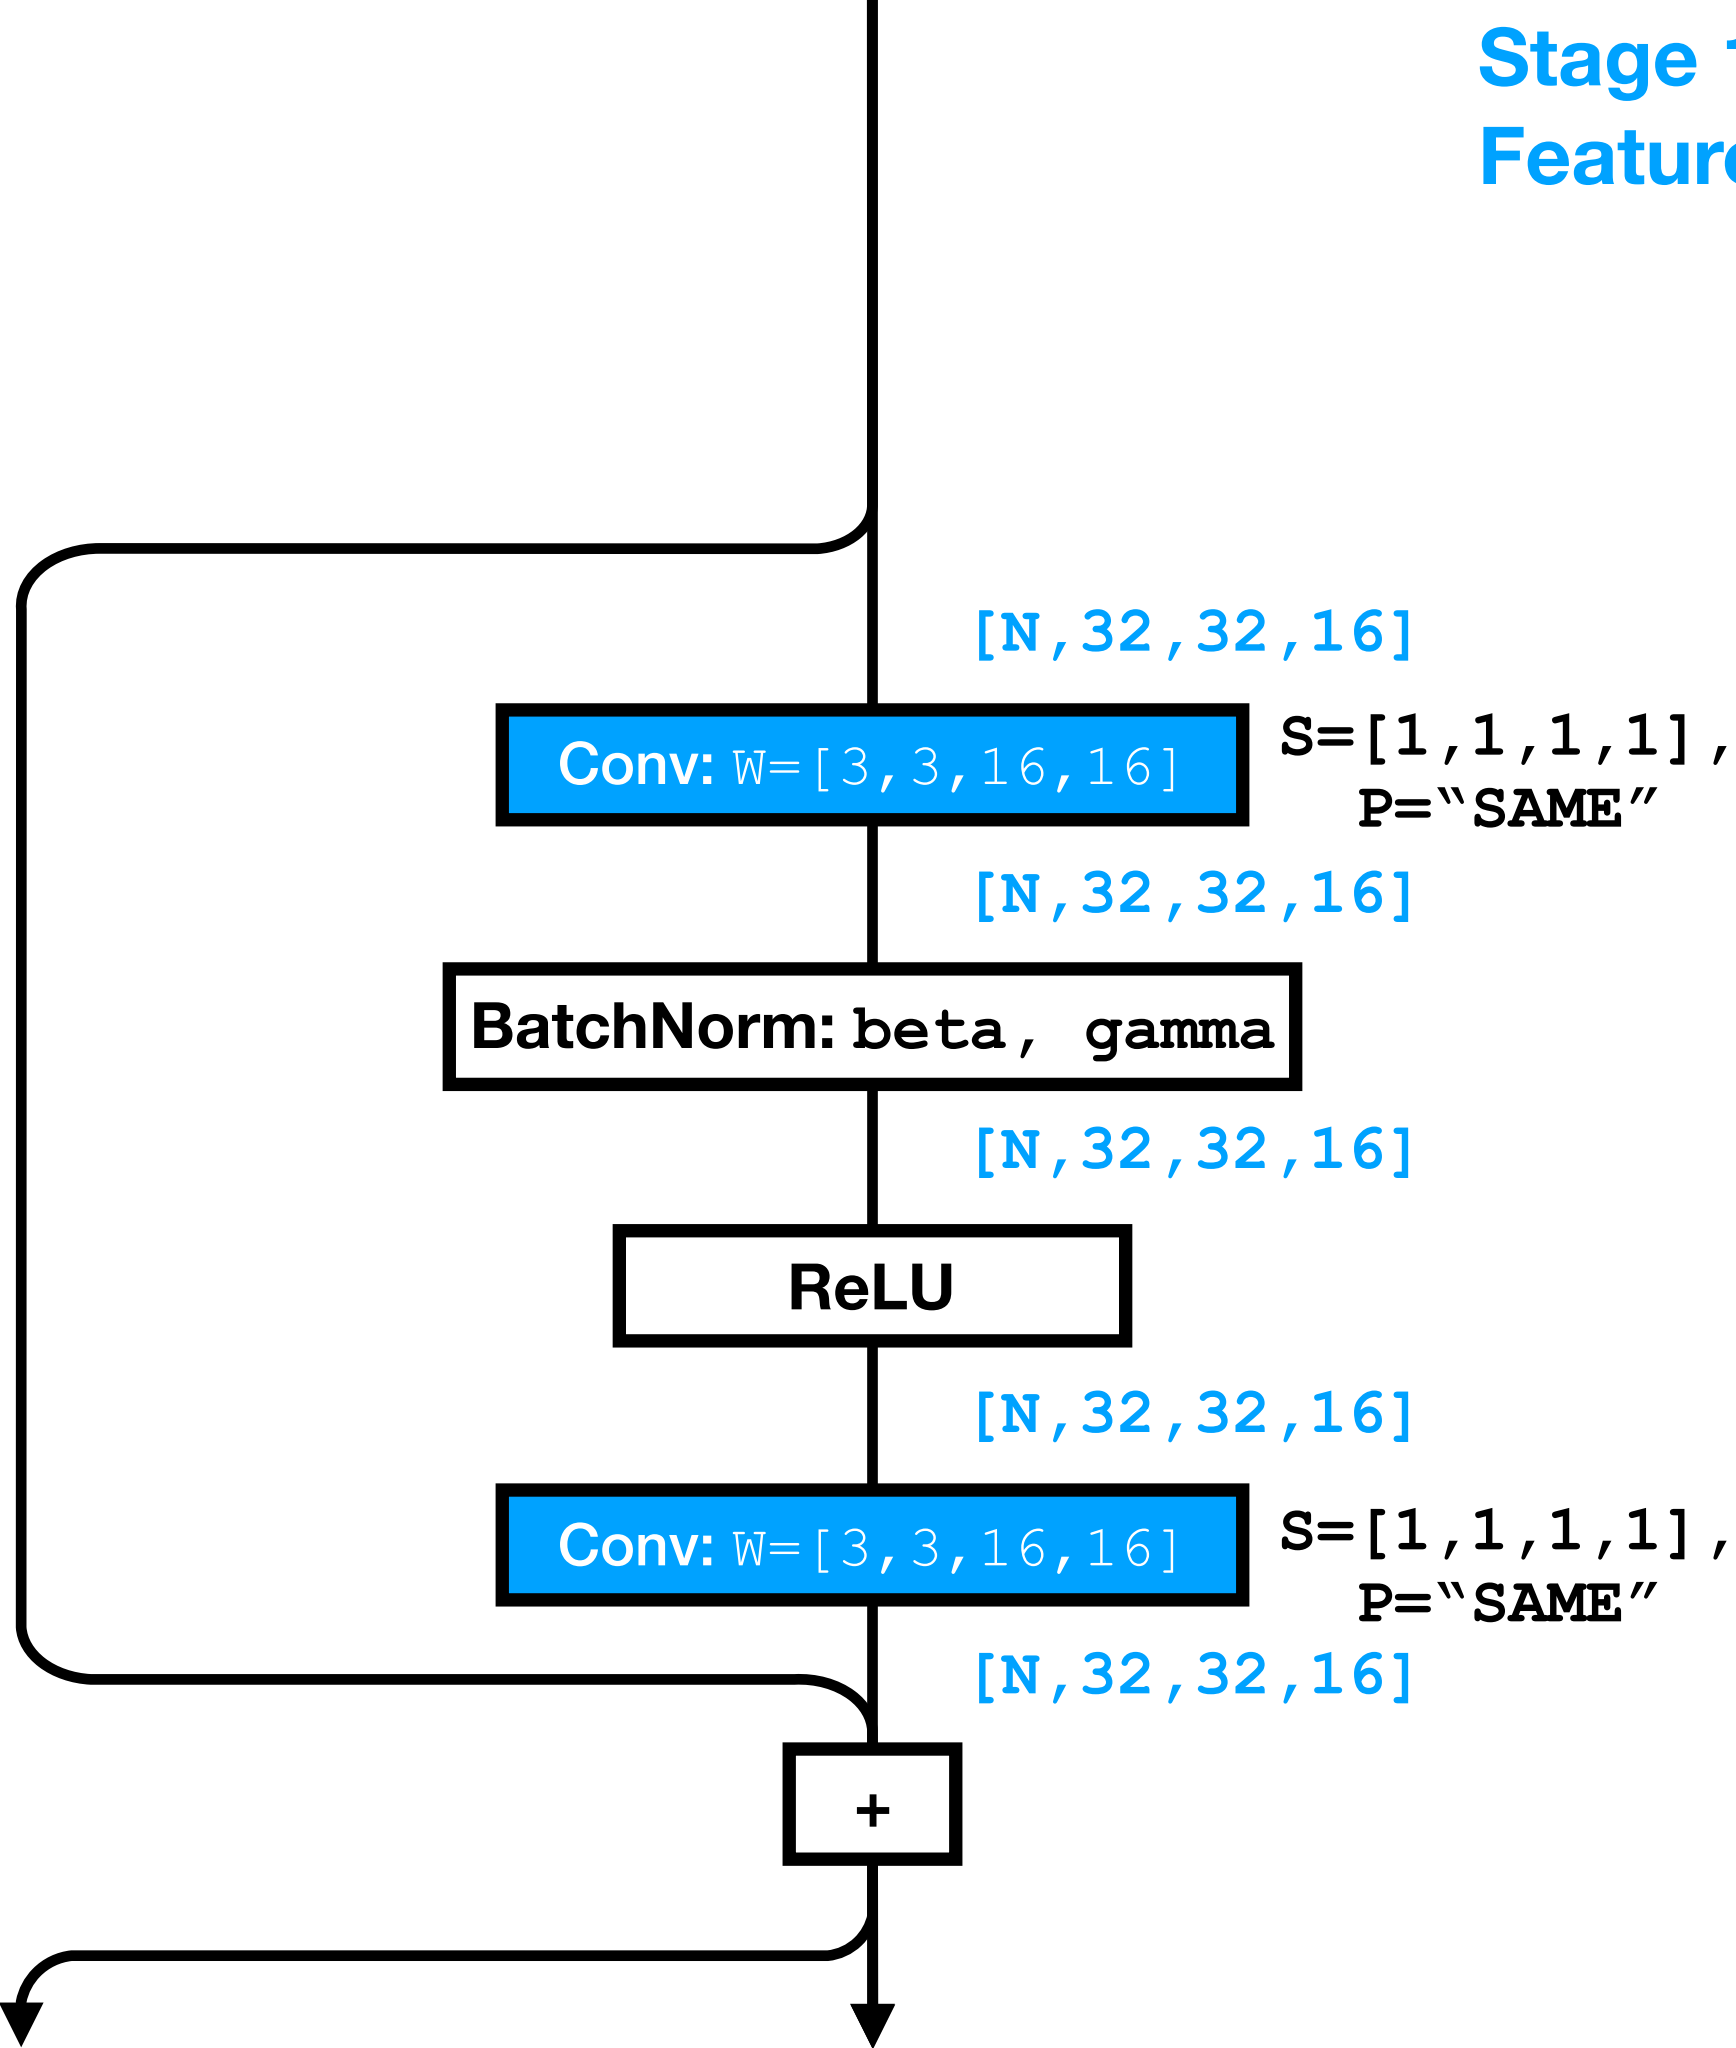 Stage 1
Feature
[N,32,32,16]
Conv: W=[3,3,16,16]
S=[1,1,1,1],
P=“SAME”
[N,32,32,16]
BatchNorm: beta, gamma
[N,32,32,16]
ReLU
[N,32,32,16]
Conv: W=[3,3,16,16]
S=[1,1,1,1],
P=“SAME”
[N,32,32,16]
+